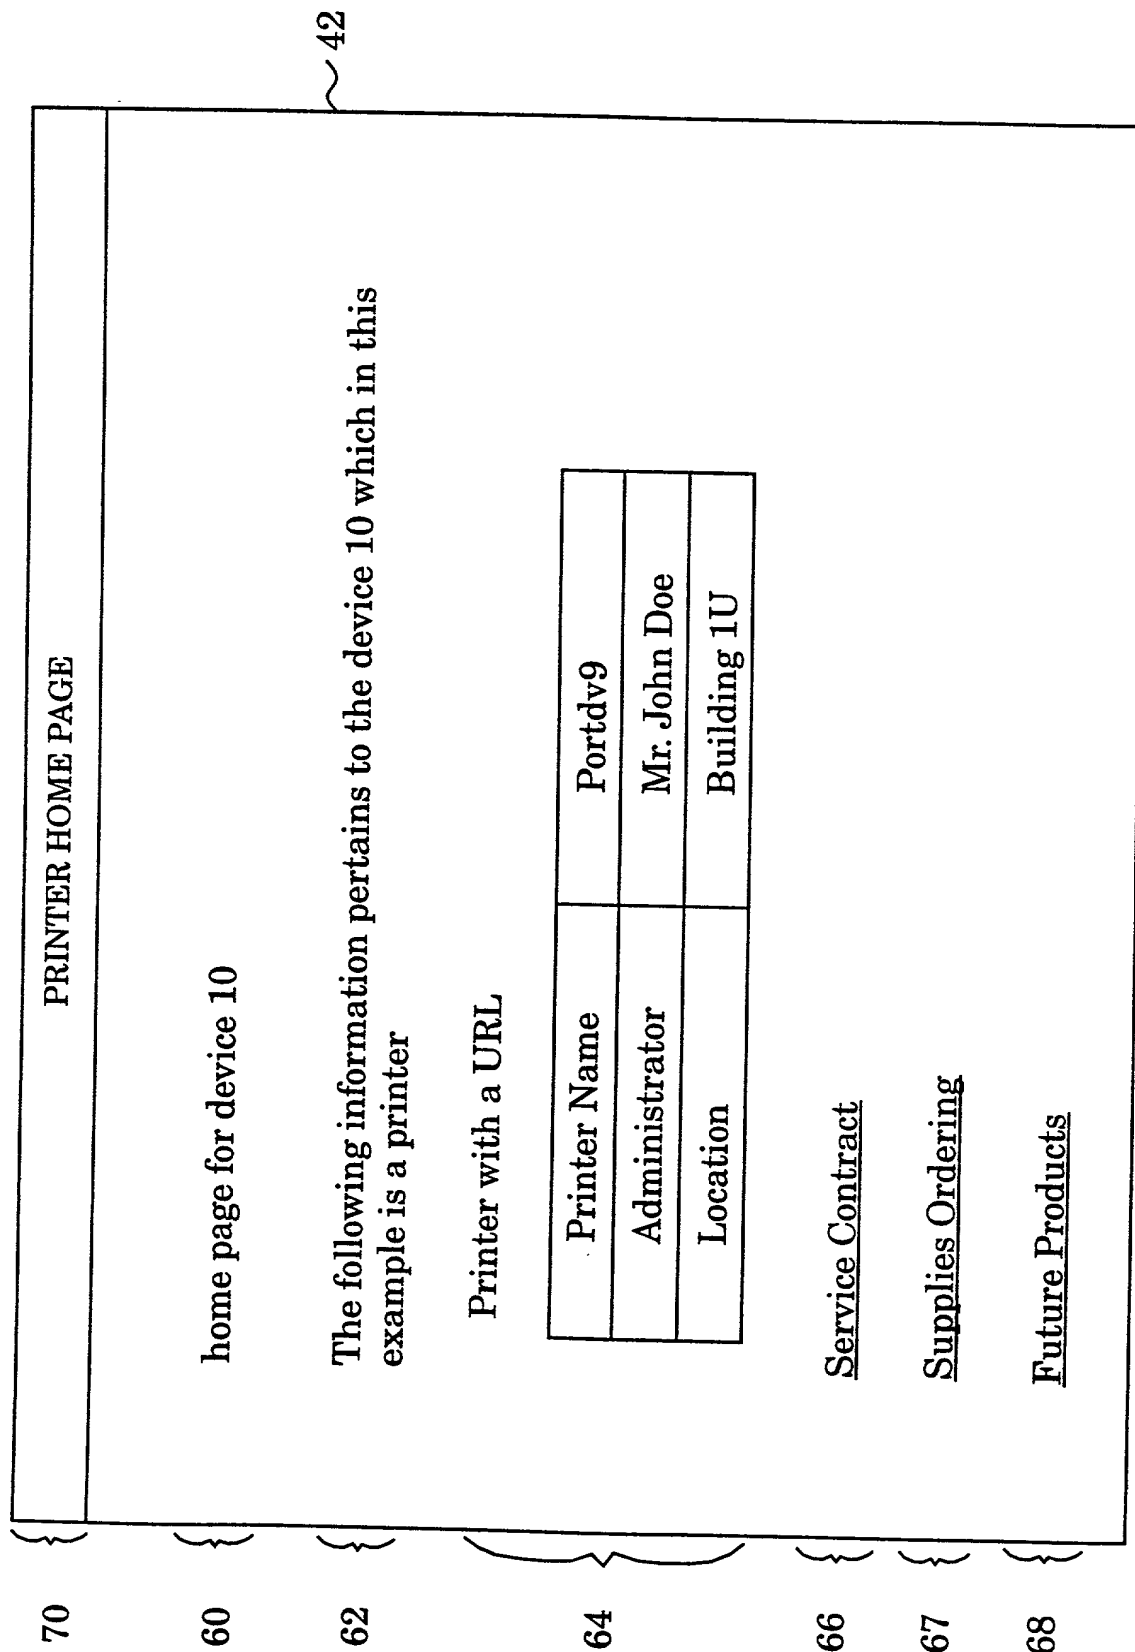 42
70 PRINTER HOME PAGE
60 home page for device 10
62 The following information pertains to the device 10 which in this
example is a printer
Printer with a URL
64
Printer Name Portdv9
Administrator Mr. John Doe
Location Building 1U
66 Service Contract
67 Supplies Ordering
68 Future Products